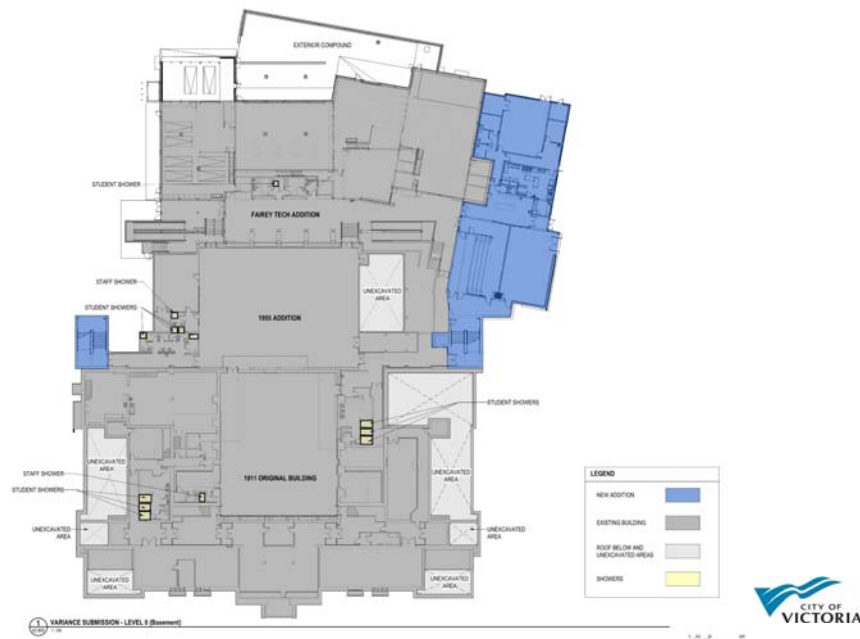 EXTERIOR COMPOUND
STUDENT SHOWER
FAIREY TECH ADDITION
STAFF SHOWER
STUDENT SHOWERS
UNEXCAVATED
AREA
1955 ADDITION
STUDENT SHOWERS
UNEXCAVATED
AREA
UNEXCAVATED
AREA
STAFF SHOWER
STUDENT SHOWERS
1911 ORIGINAL BUILDING
UNEXCAVATED
AREA
UNEXCAVATED
AREA
UNEXCAVATED
AREA
UNEXCAVATED
AREA
LEGEND
NEW ADDITION
EXISTING BUILDING
ROOF BELOW AND
UNEXCAVATED AREAS
SHOWERS
1
VARIANCE SUBMISSION - LEVEL 0 (Basement)
CITY OF
VICTORIA